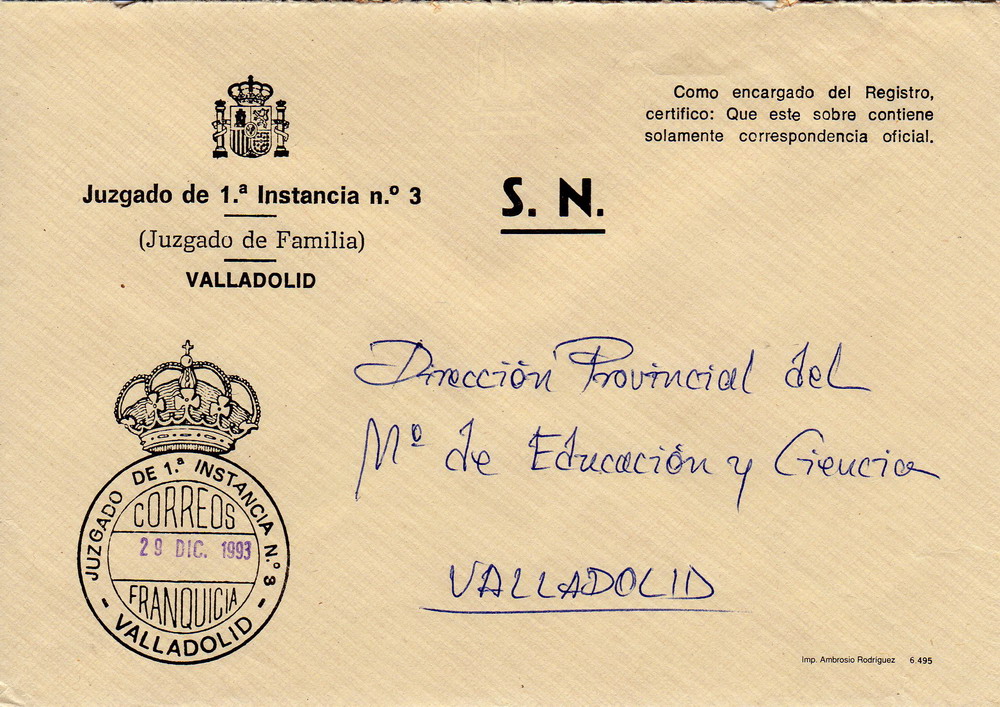 Como encargado del Registro,
certifico: Que este sobre contiene
solamente correspondencia oficial.
Juzgado de 1.ª Instancia n.º 3
(Juzgado de Familia)
VALLADOLID
S. N.
Dirección Provincial del
Mº de Educación y Ciencia
VALLADOLID
JUZGADO DE 1.ª INSTANCIA N.º 3
CORREOS
29 DIC. 1993
FRANQUICIA
- VALLADOLID -
Imp. Ambrosio Rodríguez 6.495